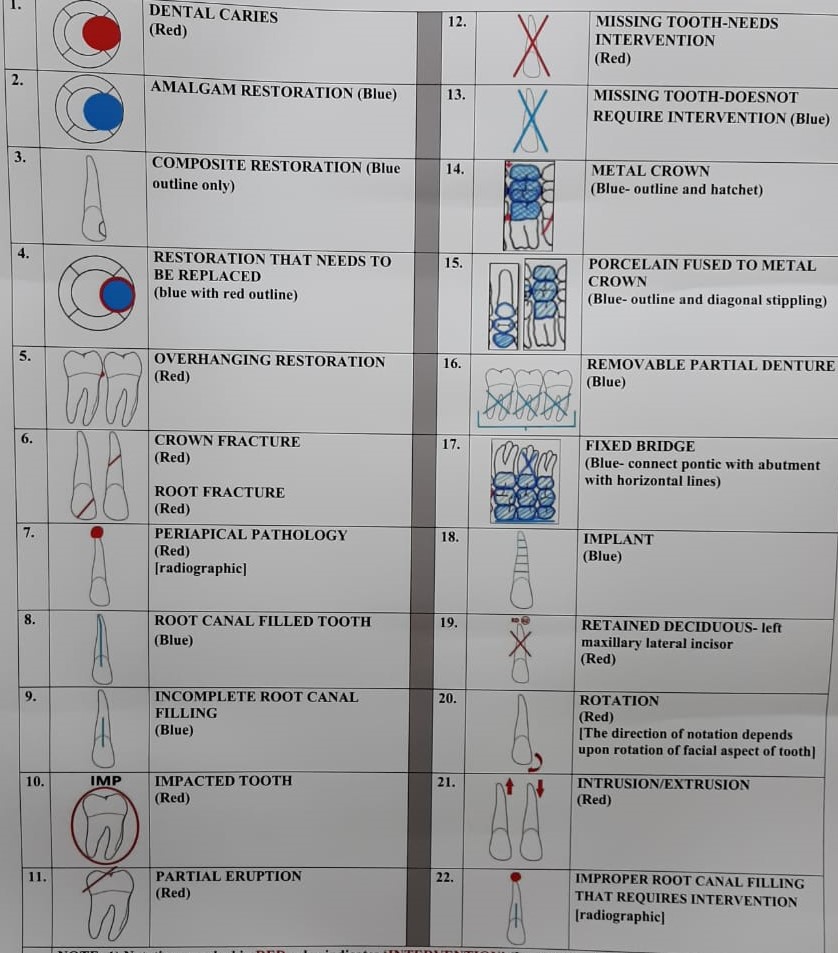 1.
DENTAL CARIES
(Red)
2.
AMALGAM RESTORATION (Blue)
3.
COMPOSITE RESTORATION (Blue
outline only)
4.
RESTORATION THAT NEEDS TO
BE REPLACED
(blue with red outline)
5.
OVERHANGING RESTORATION
(Red)
6.
CROWN FRACTURE
(Red)
ROOT FRACTURE
(Red)
7.
PERIAPICAL PATHOLOGY
(Red)
[radiographic]
8.
ROOT CANAL FILLED TOOTH
(Blue)
9.
INCOMPLETE ROOT CANAL
FILLING
(Blue)
10.
IMP
IMPACTED TOOTH
(Red)
11.
PARTIAL ERUPTION
(Red)
12.
MISSING TOOTH-NEEDS
INTERVENTION
(Red)
13.
MISSING TOOTH-DOESNOT
REQUIRE INTERVENTION (Blue)
14.
METAL CROWN
(Blue- outline and hatchet)
15.
PORCELAIN FUSED TO METAL
CROWN
(Blue- outline and diagonal stippling)
16.
REMOVABLE PARTIAL DENTURE
(Blue)
17.
FIXED BRIDGE
(Blue- connect pontic with abutment
with horizontal lines)
18.
IMPLANT
(Blue)
19.
RETAINED DECIDUOUS- left
maxillary lateral incisor
(Red)
20.
ROTATION
(Red)
[The direction of notation depends
upon rotation of facial aspect of tooth]
21.
INTRUSION/EXTRUSION
(Red)
22.
IMPROPER ROOT CANAL FILLING
THAT REQUIRES INTERVENTION
[radiographic]